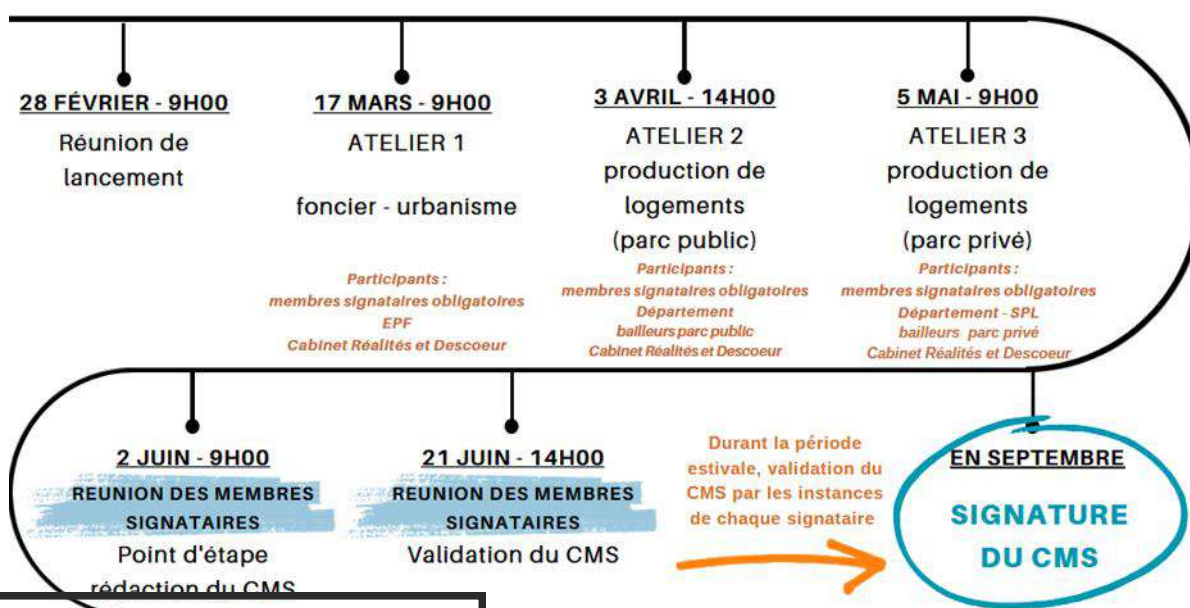 28 FÉVRIER - 9H00
Réunion de
lancement
17 MARS - 9H00
ATELIER 1
foncier - urbanisme
Participants :
membres signataires obligatoires
EPF
Cabinet Réalités et Descoeur
3 AVRIL - 14H00
ATELIER 2
production de
logements
(parc public)
Participants :
membres signataires obligatoires
Département
bailleurs parc public
Cabinet Réalités et Descoeur
5 MAI - 9H00
ATELIER 3
production de
logements
(parc privé)
Participants :
membres signataires obligatoires
Département - SPL
bailleurs parc privé
Cabinet Réalités et Descoeur
2 JUIN - 9H00
REUNION DES MEMBRES
SIGNATAIRES
Point d'étape
rédaction du CMS
21 JUIN - 14H00
REUNION DES MEMBRES
SIGNATAIRES
Validation du CMS
Durant la période
estivale, validation du
CMS par les instances
de chaque signataire
EN SEPTEMBRE
SIGNATURE
DU CMS